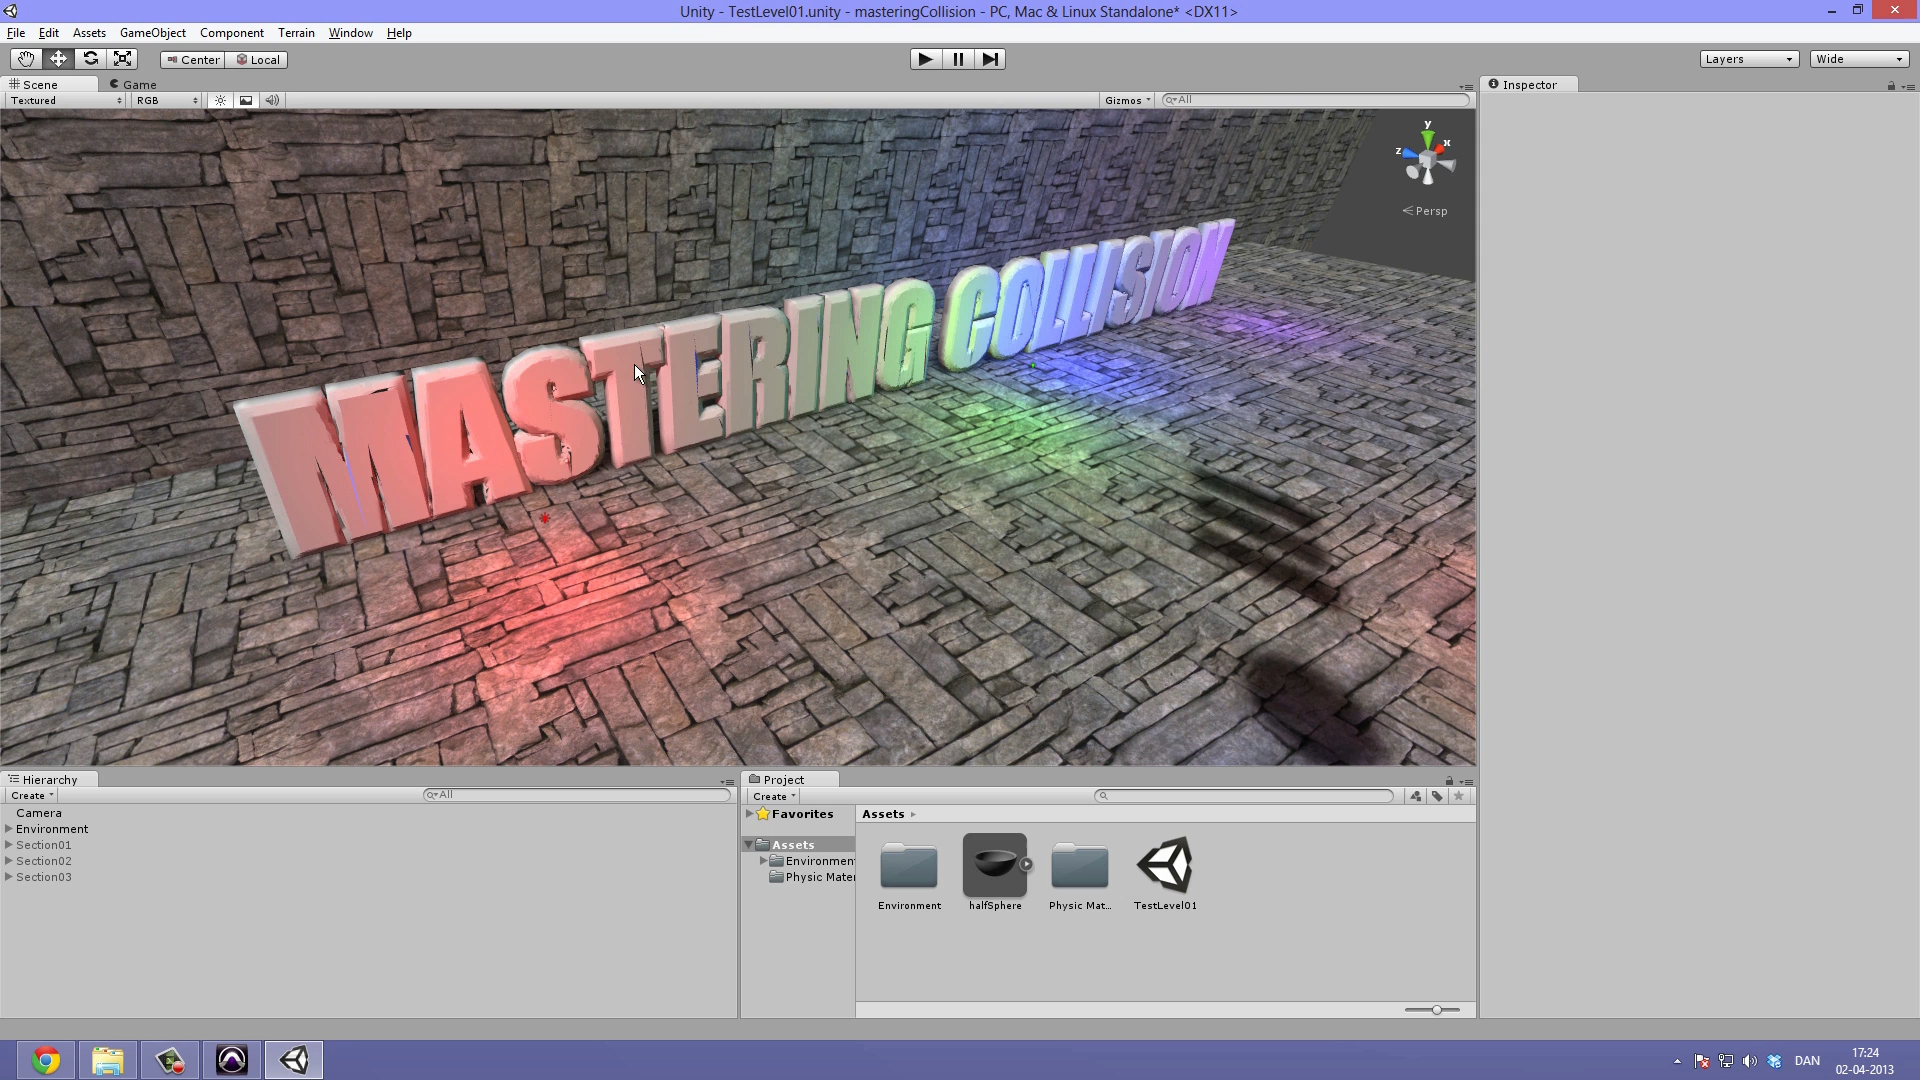 Unity - TestLevel01.unity - masteringCollision - PC, Mac & Linux Standalone* <DX11>
File Edit Assets GameObject Component Terrain Window Help
Center Local
Layers Wide
Scene Game
Inspector
Textured RGB Gizmos All
y
x
z
Persp
MASTERING COLLISION
Hierarchy
Create All
Camera
Environment
Section01
Section02
Section03
Project
Create
Favorites
Assets
Environmen
Physic Mater
Assets
Environment halfSphere Physic Mat... TestLevel01
DAN
17:24
02-04-2013